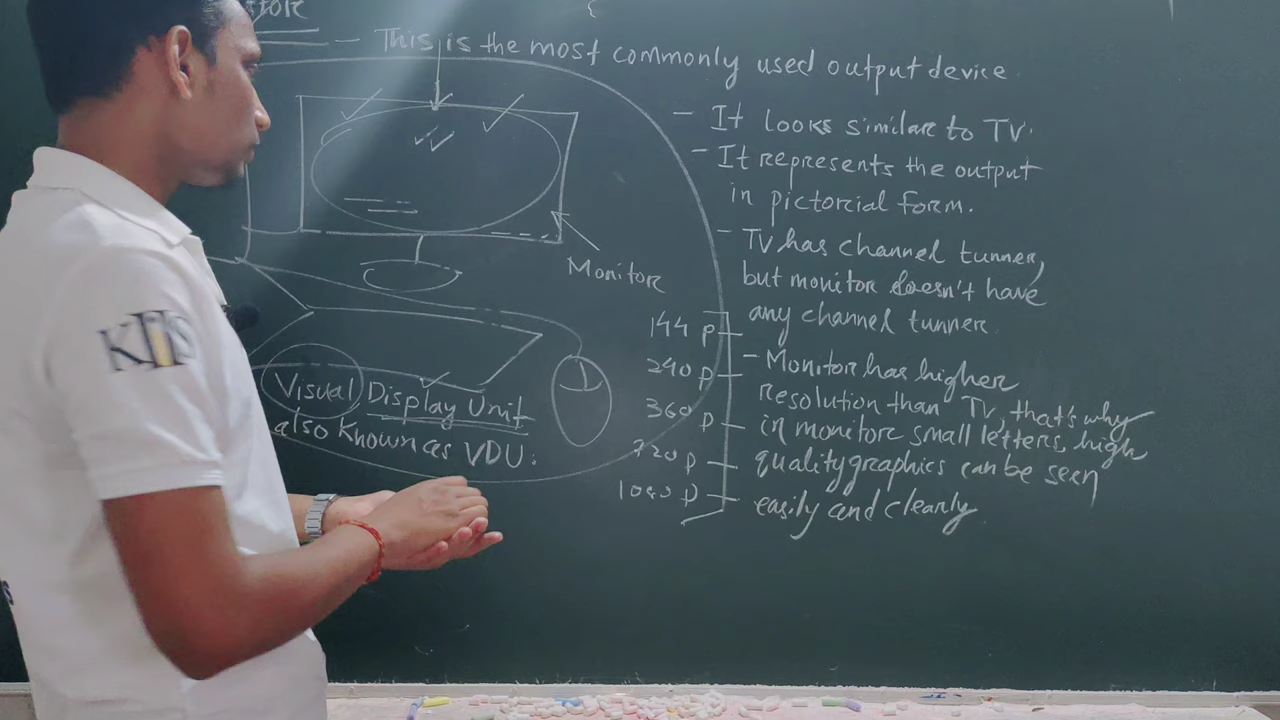 - This is the most commonly used output device
- It looks similar to TV.
- It represents the output
in pictorcial form.
- TV has channel tunner,
but monitor doesn't have
any channel tunner.
- Monitor has higher
resolution than TV, that's why
in monitor small letters, high
quality graphics can be seen
easily and clearly
Monitor
144 p
240 p
360 p
720 p
1080 p
Visual Display Unit
also known as VDU.
KIIS